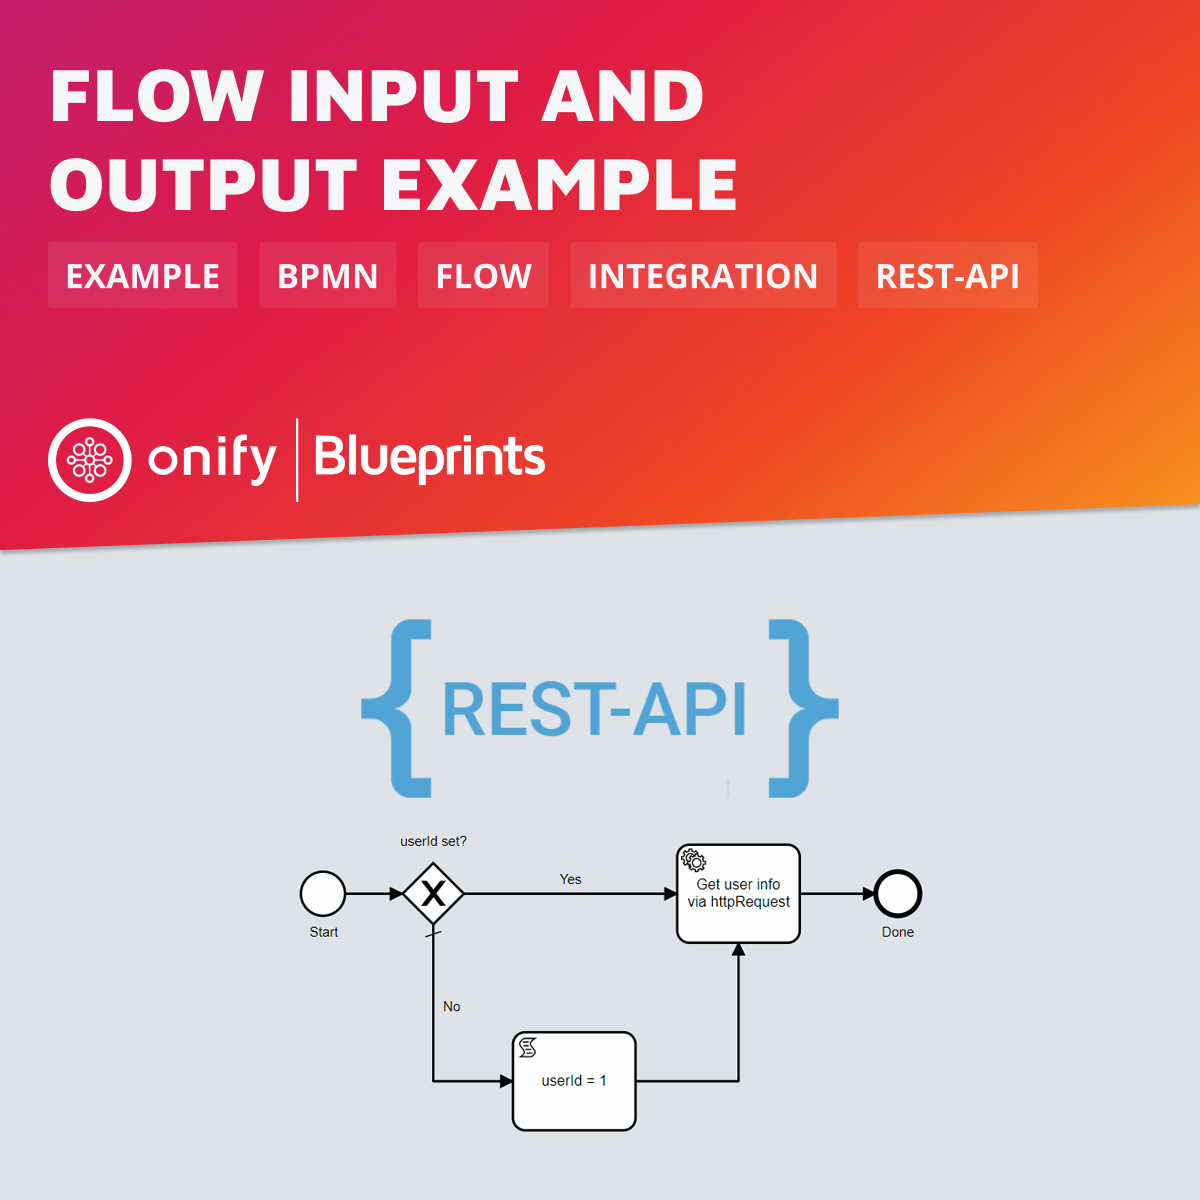 FLOW INPUT AND
OUTPUT EXAMPLE
EXAMPLE BPMN FLOW INTEGRATION REST-API
onify Blueprints
{ REST-API }
userId set?
Yes
Get user info
via httpRequest
Start
Done
No
userId = 1